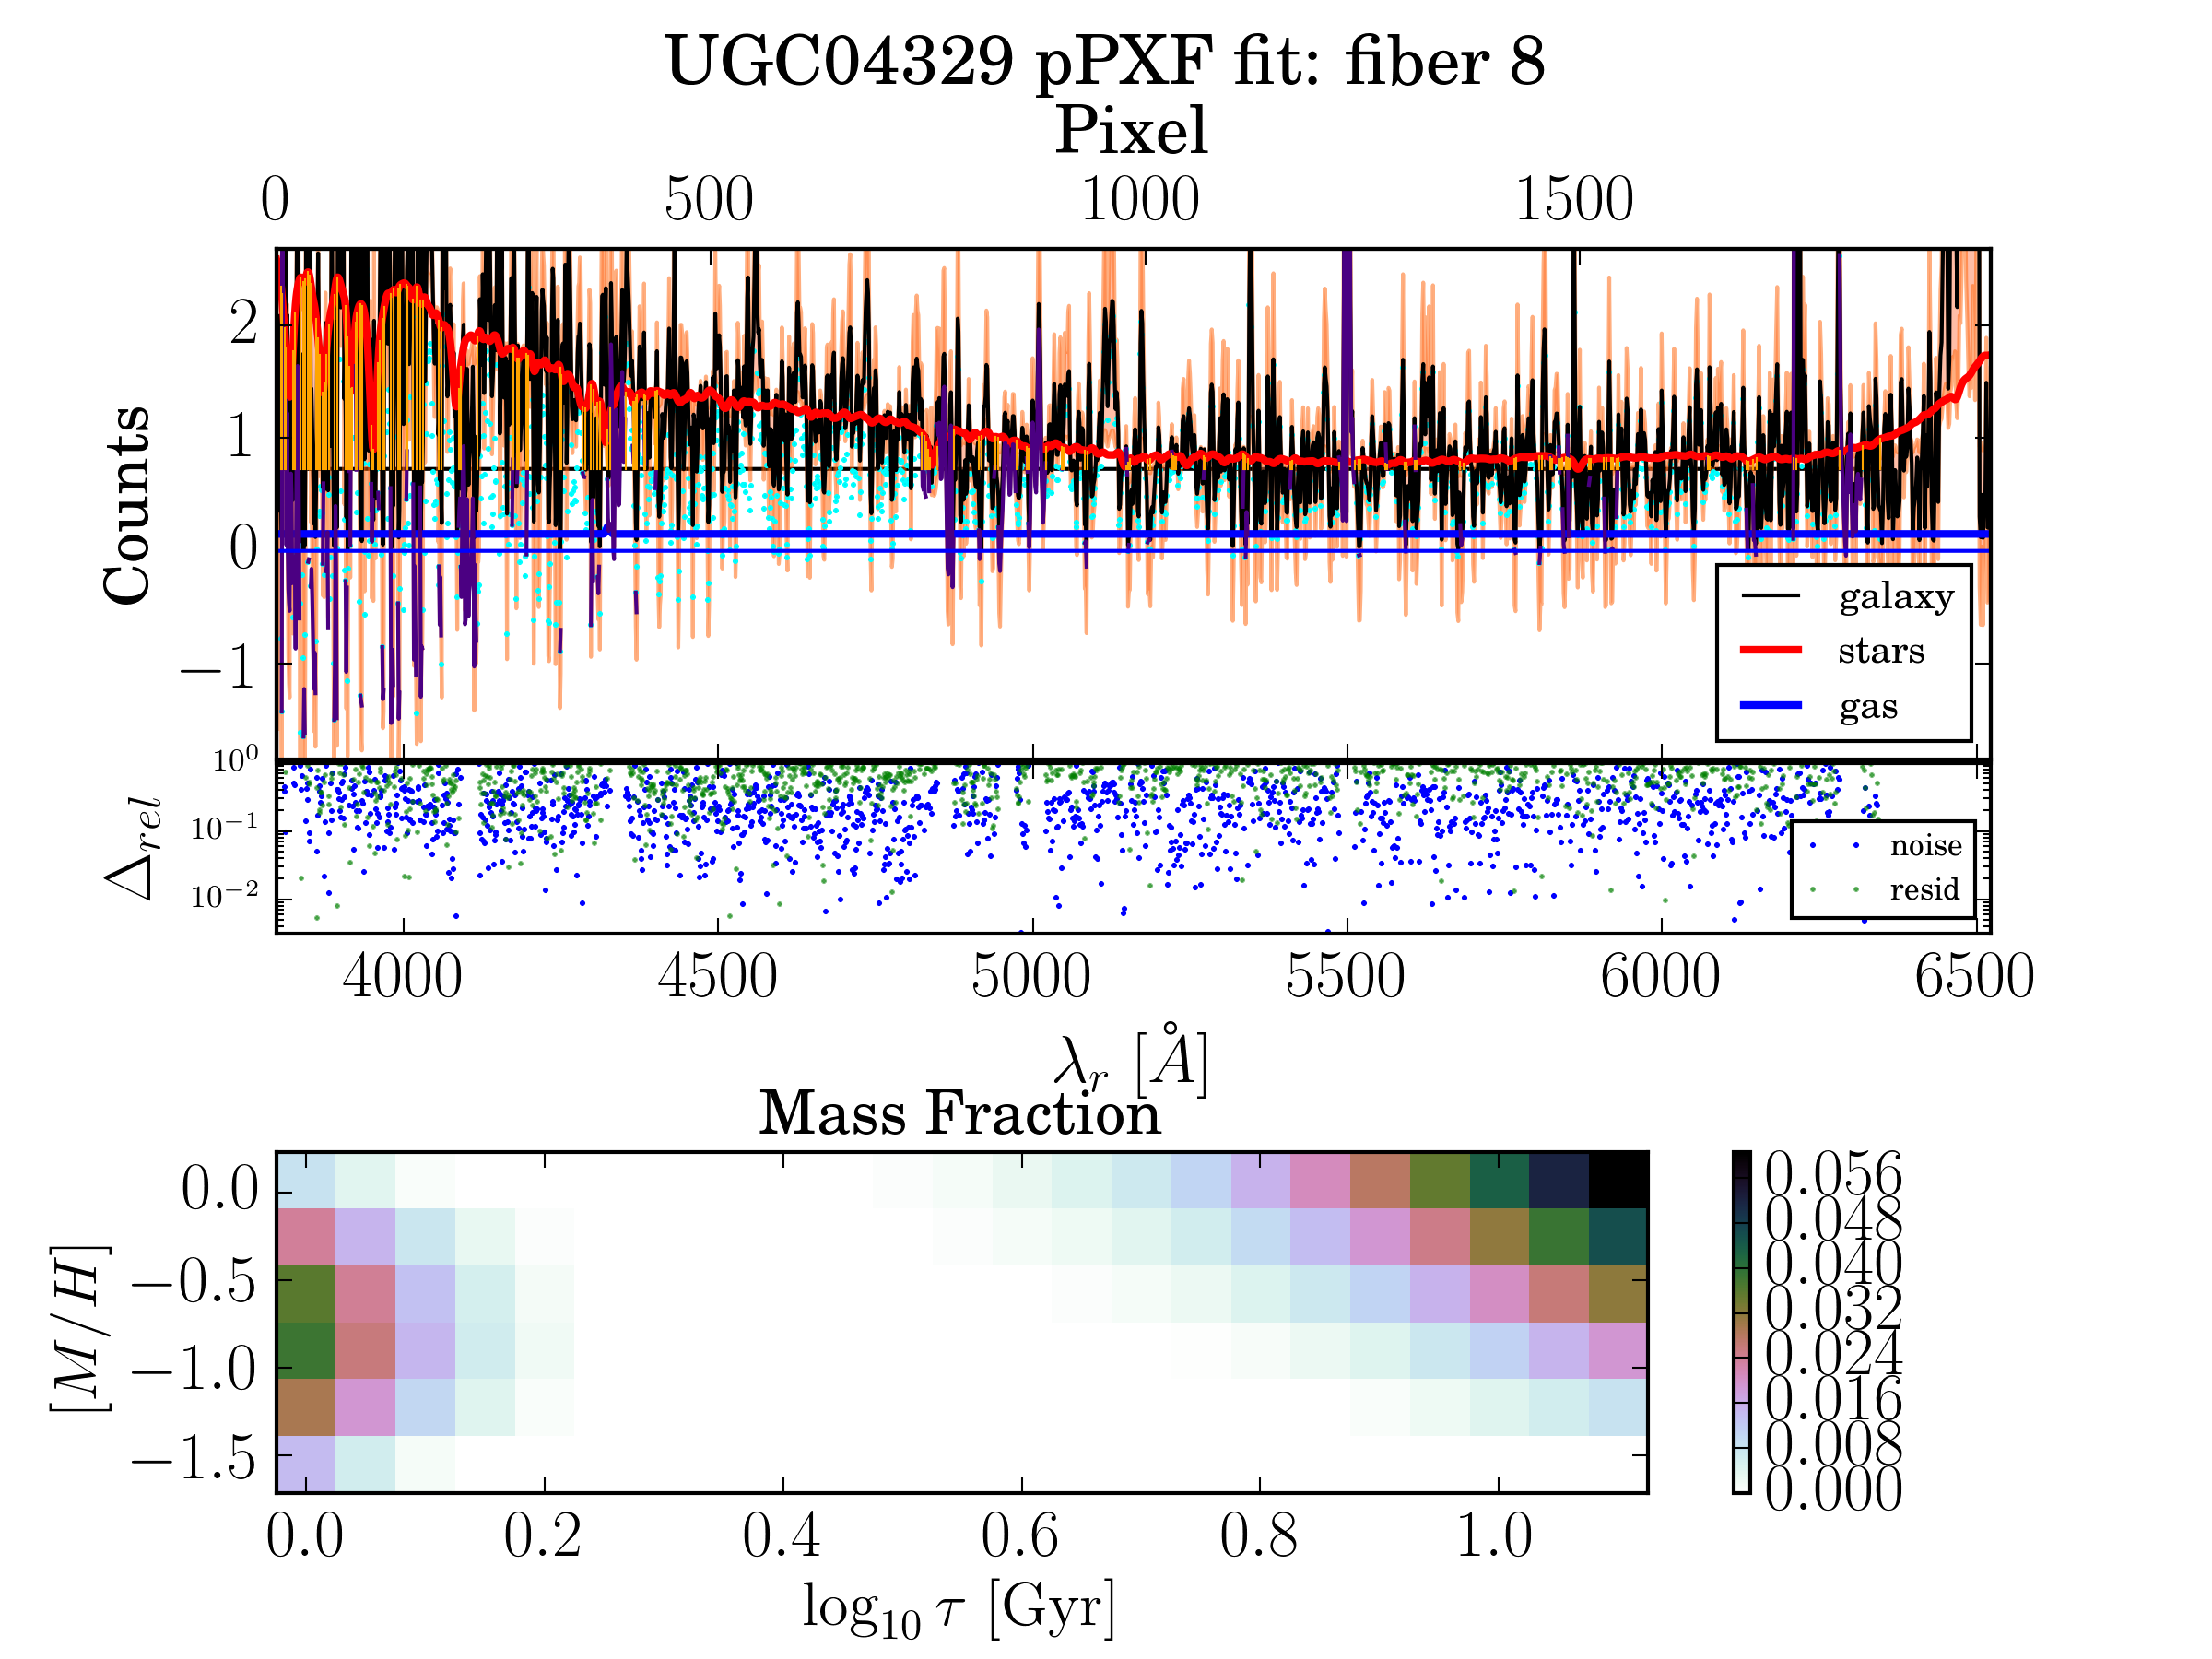 UGC04329 pPXF fit: fiber 8
Pixel
0 500 1000 1500
Counts
2
1
0
−1
galaxy
stars
gas
Δrel
10^0
10^−1
10^−2
noise
resid
4000 4500 5000 5500 6000 6500
λr [Å]
Mass Fraction
[M/H]
0.0
−0.5
−1.0
−1.5
0.0 0.2 0.4 0.6 0.8 1.0
log10 τ [Gyr]
0.056
0.048
0.040
0.032
0.024
0.016
0.008
0.000